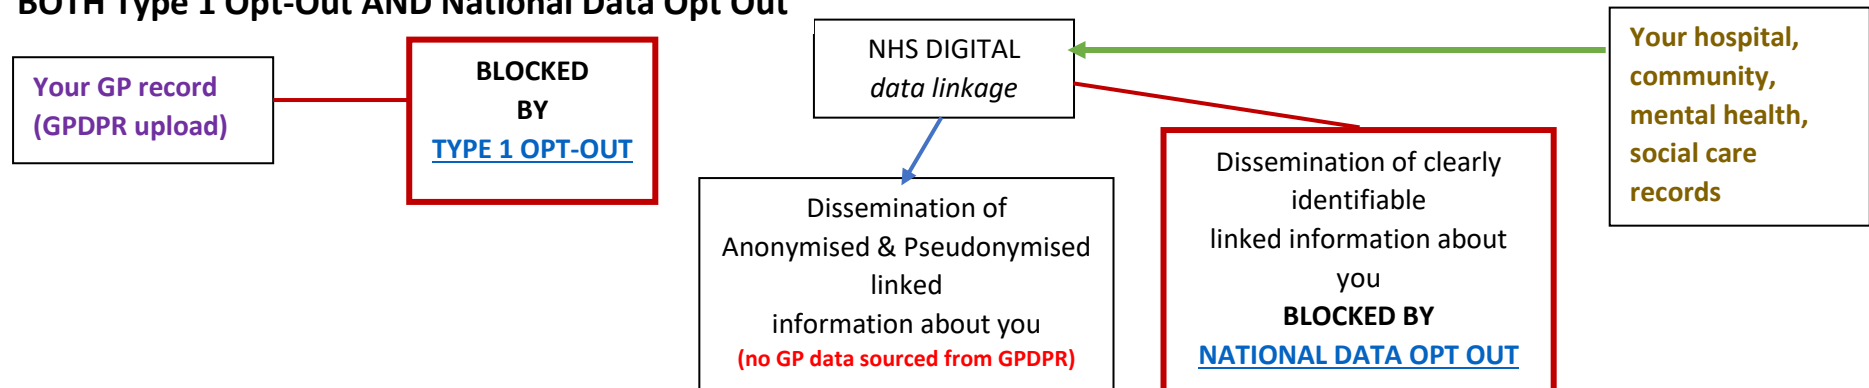 BOTH Type 1 Opt-Out AND National Data Opt Out
Your GP record
(GPDPR upload)
BLOCKED
BY
TYPE 1 OPT-OUT
NHS DIGITAL
data linkage
Dissemination of
Anonymised & Pseudonymised
linked
information about you
(no GP data sourced from GPDPR)
Dissemination of clearly
identifiable
linked information about
you
BLOCKED BY
NATIONAL DATA OPT OUT
Your hospital,
community,
mental health,
social care
records